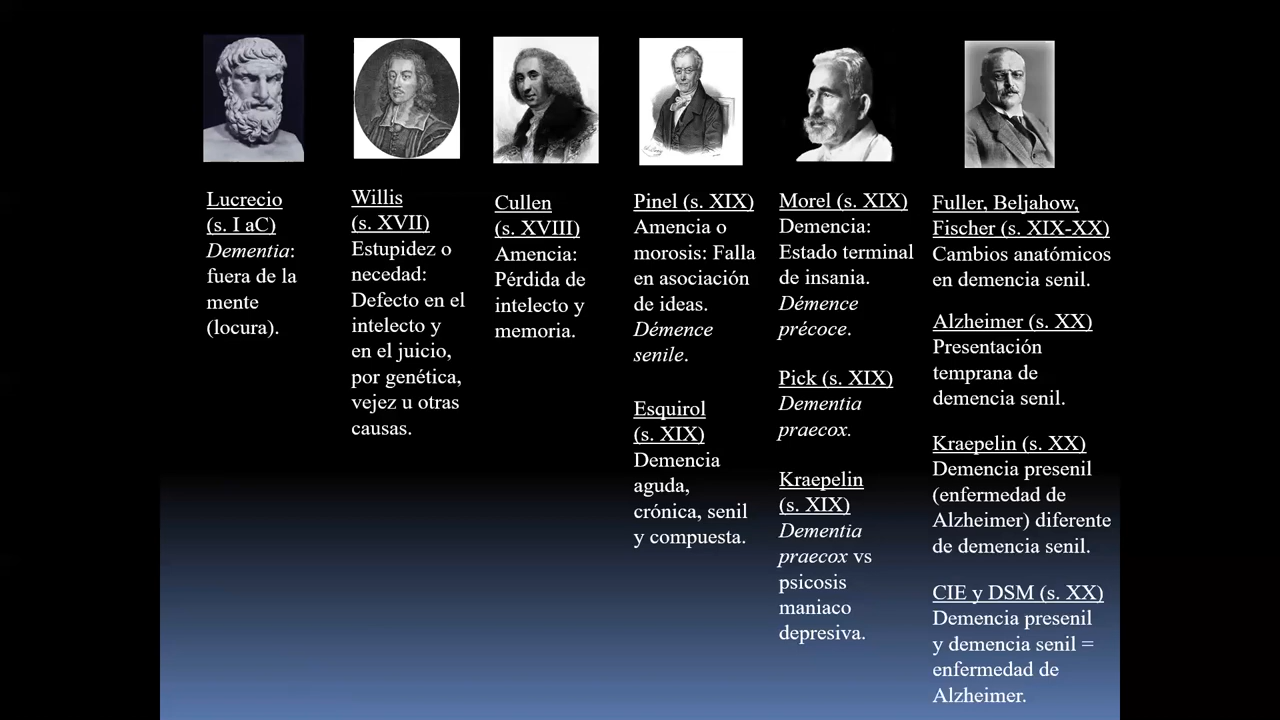 Lucrecio
(s. I aC)
Dementia:
fuera de la
mente
(locura).
Willis
(s. XVII)
Estupidez o
necedad:
Defecto en el
intelecto y
en el juicio,
por genética,
vejez u otras
causas.
Cullen
(s. XVIII)
Amencia:
Pérdida de
intelecto y
memoria.
Pinel (s. XIX)
Amencia o
morosis: Falla
en asociación
de ideas.
Démence
senile.
Esquirol
(s. XIX)
Demencia
aguda,
crónica, senil
y compuesta.
Morel (s. XIX)
Demencia:
Estado terminal
de insania.
Démence
précoce.
Pick (s. XIX)
Dementia
praecox.
Kraepelin
(s. XIX)
Dementia
praecox vs
psicosis
maniaco
depresiva.
Fuller, Beljahow,
Fischer (s. XIX-XX)
Cambios anatómicos
en demencia senil.
Alzheimer (s. XX)
Presentación
temprana de
demencia senil.
Kraepelin (s. XX)
Demencia presenil
(enfermedad de
Alzheimer) diferente
de demencia senil.
CIE y DSM (s. XX)
Demencia presenil
y demencia senil =
enfermedad de
Alzheimer.